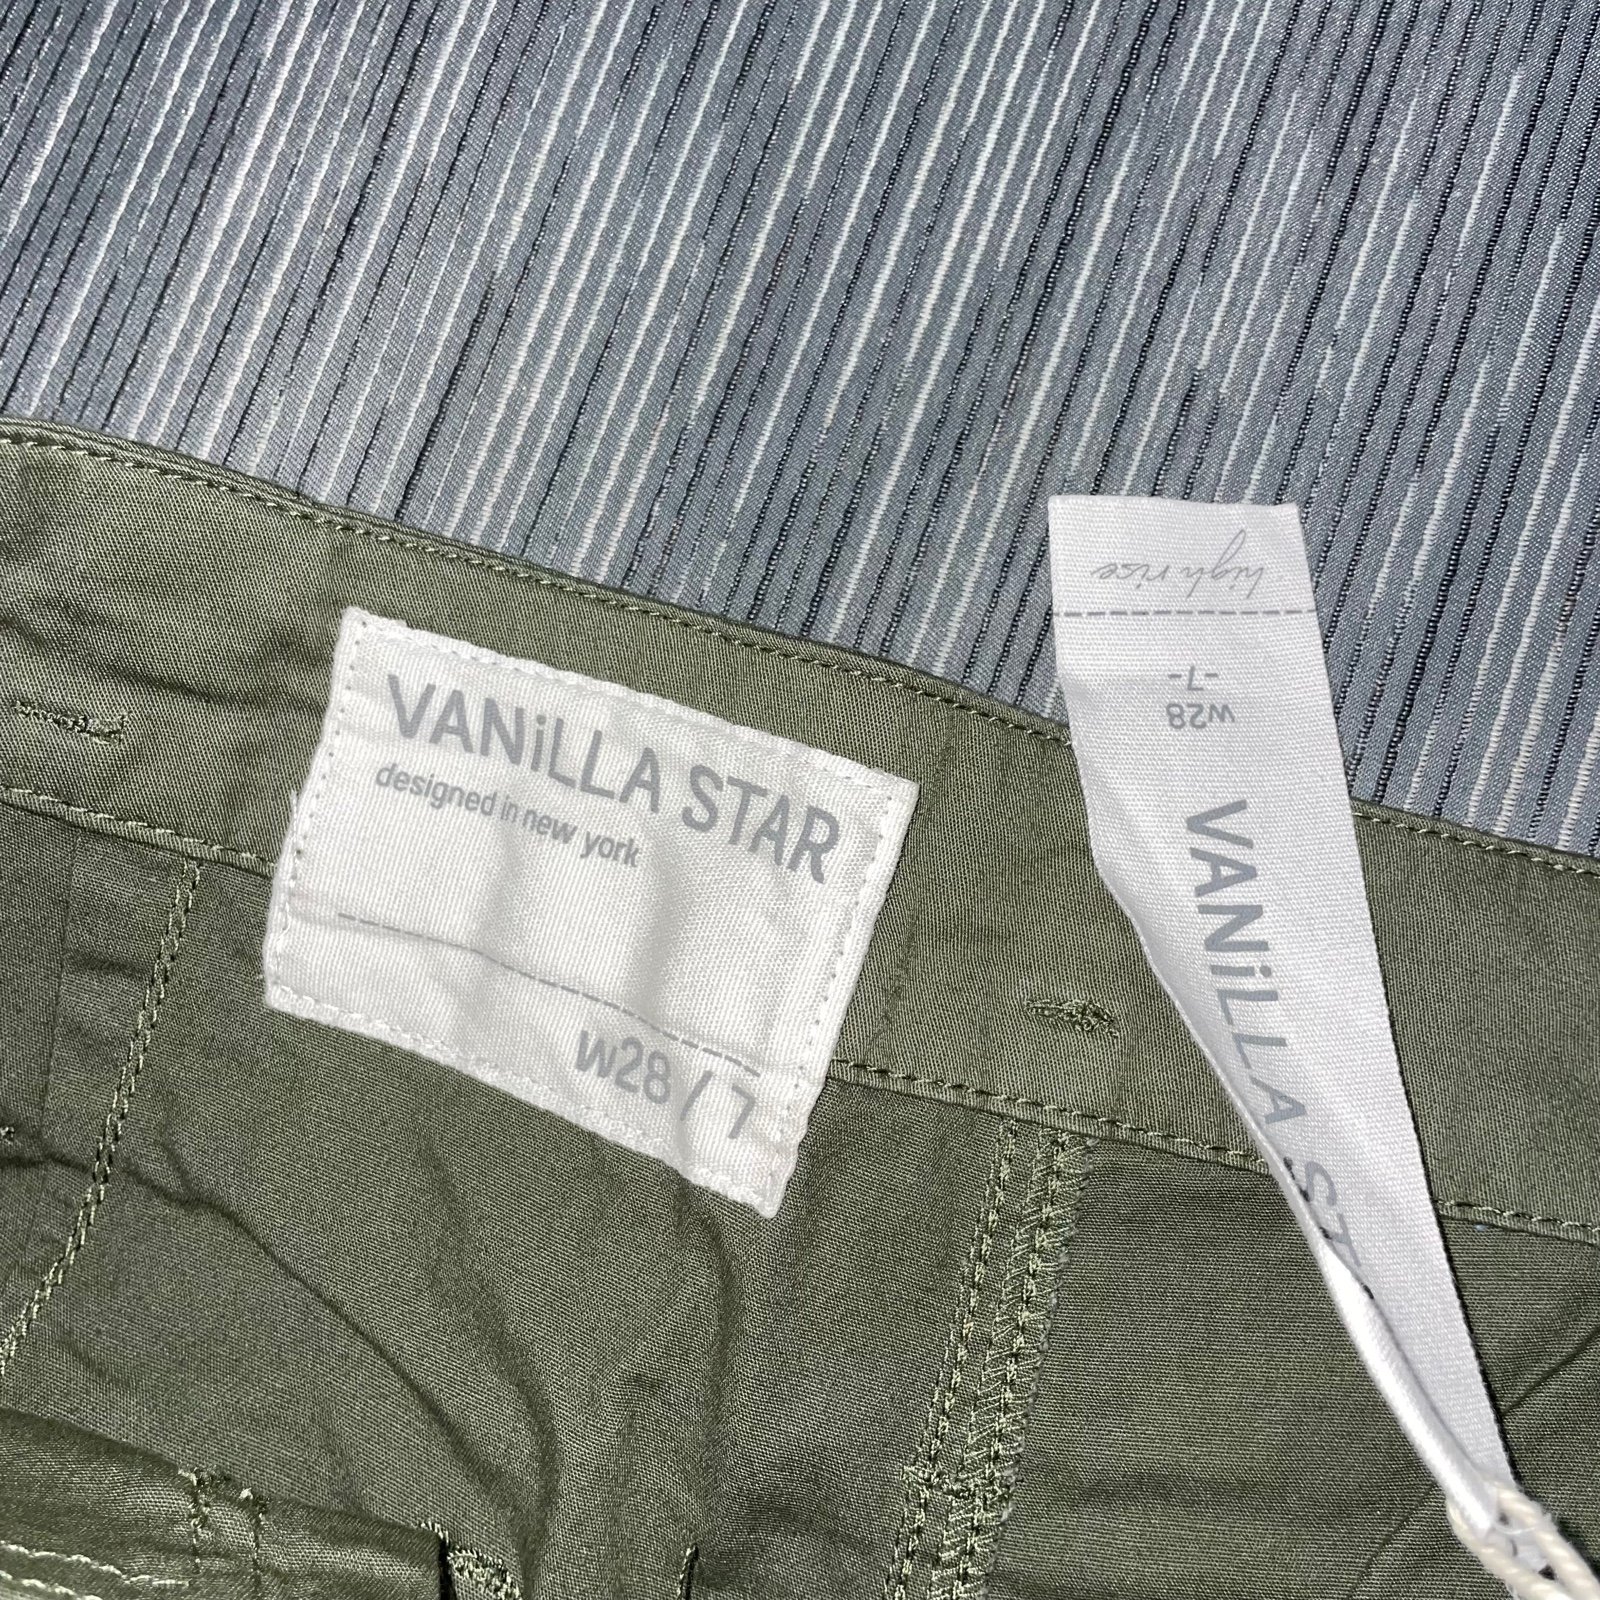 VANiLLA STAR
designed in new york
W28 / 7
high rise
-7-
W28
VANiLLA ST